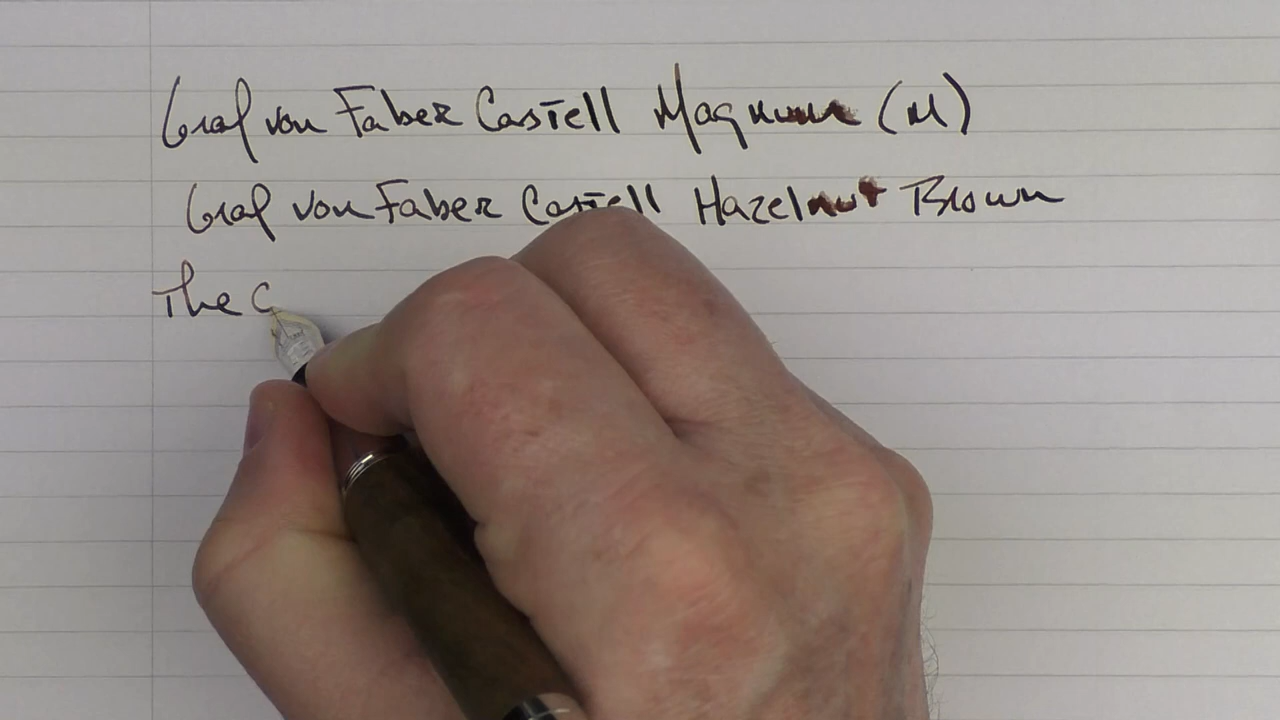 Graf von Faber Castell Magnum (M)
Graf von Faber Castell Hazelnut Brown
The c